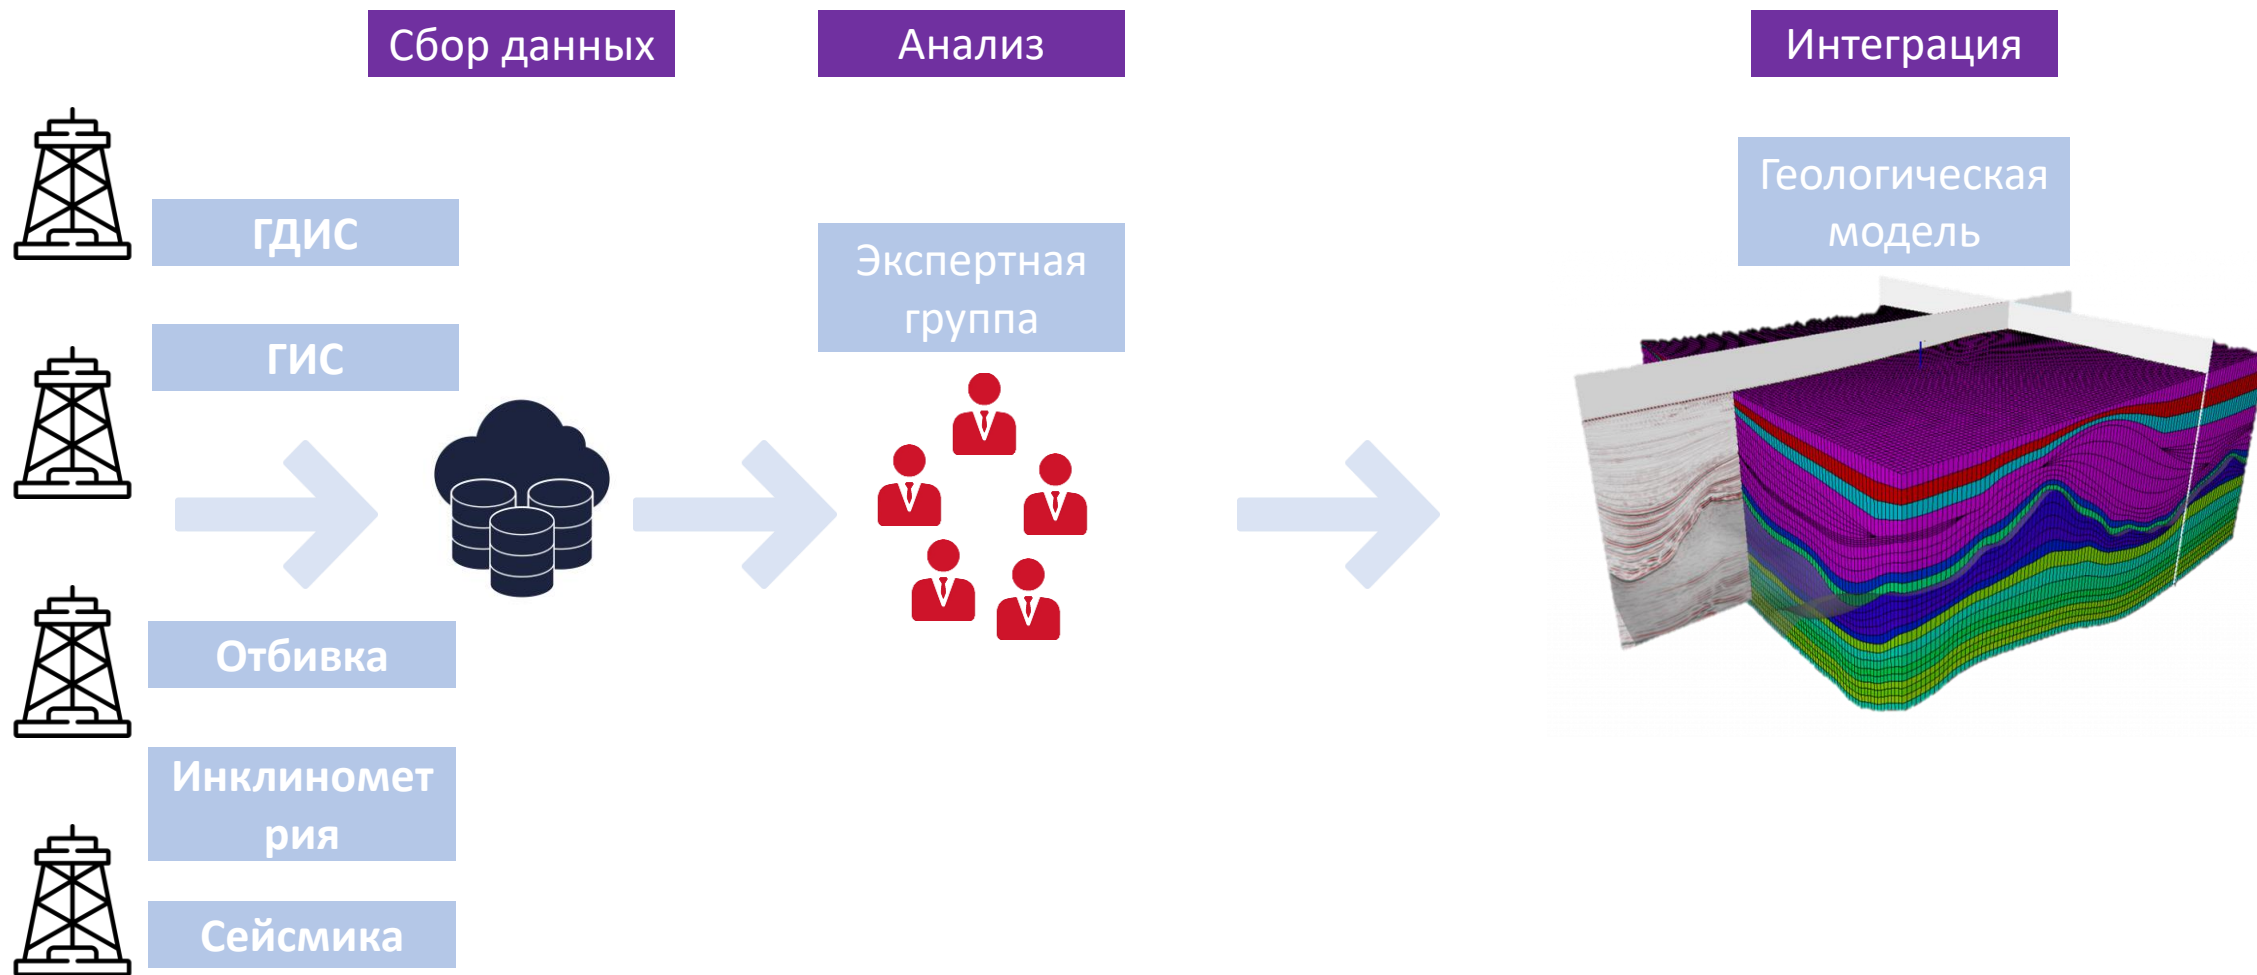 Сбор данных
Анализ
Интеграция
ГДИС
ГИС
Отбивка
Инклиномет
рия
Сейсмика
Экспертная
группа
Геологическая
модель